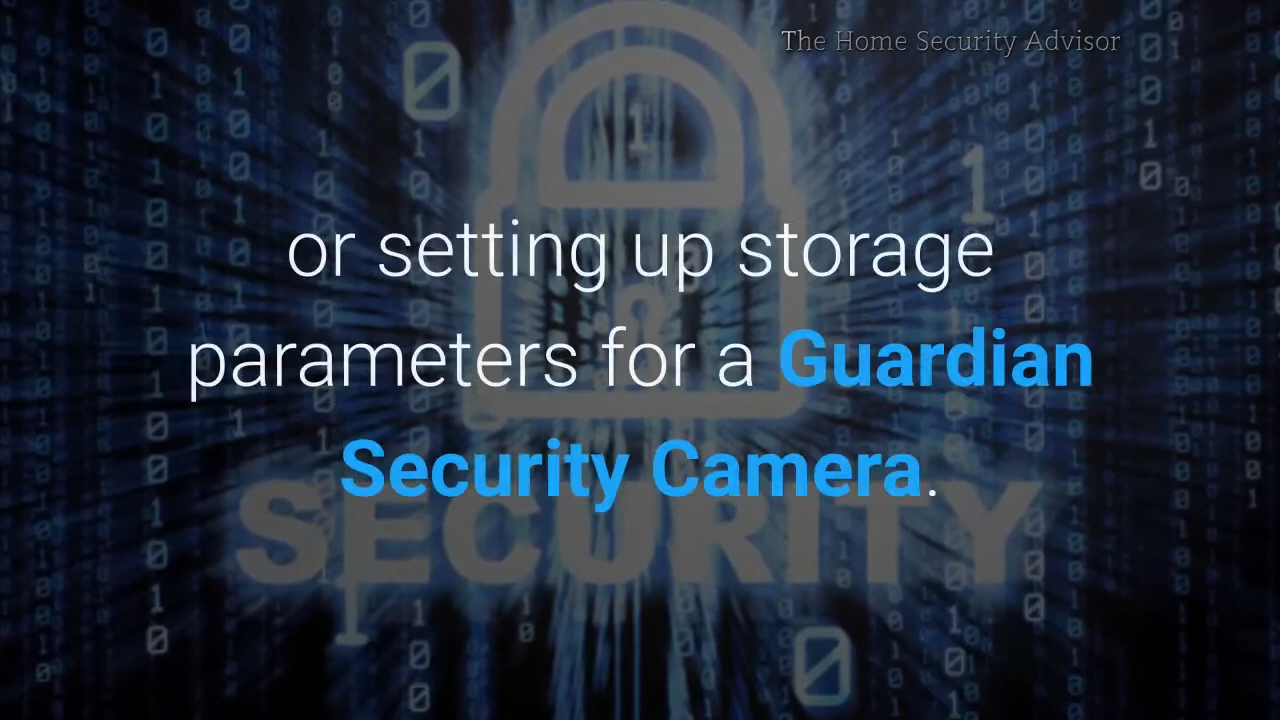 The Home Security Advisor
or setting up storage
parameters for a Guardian
Security Camera.
SECURITY